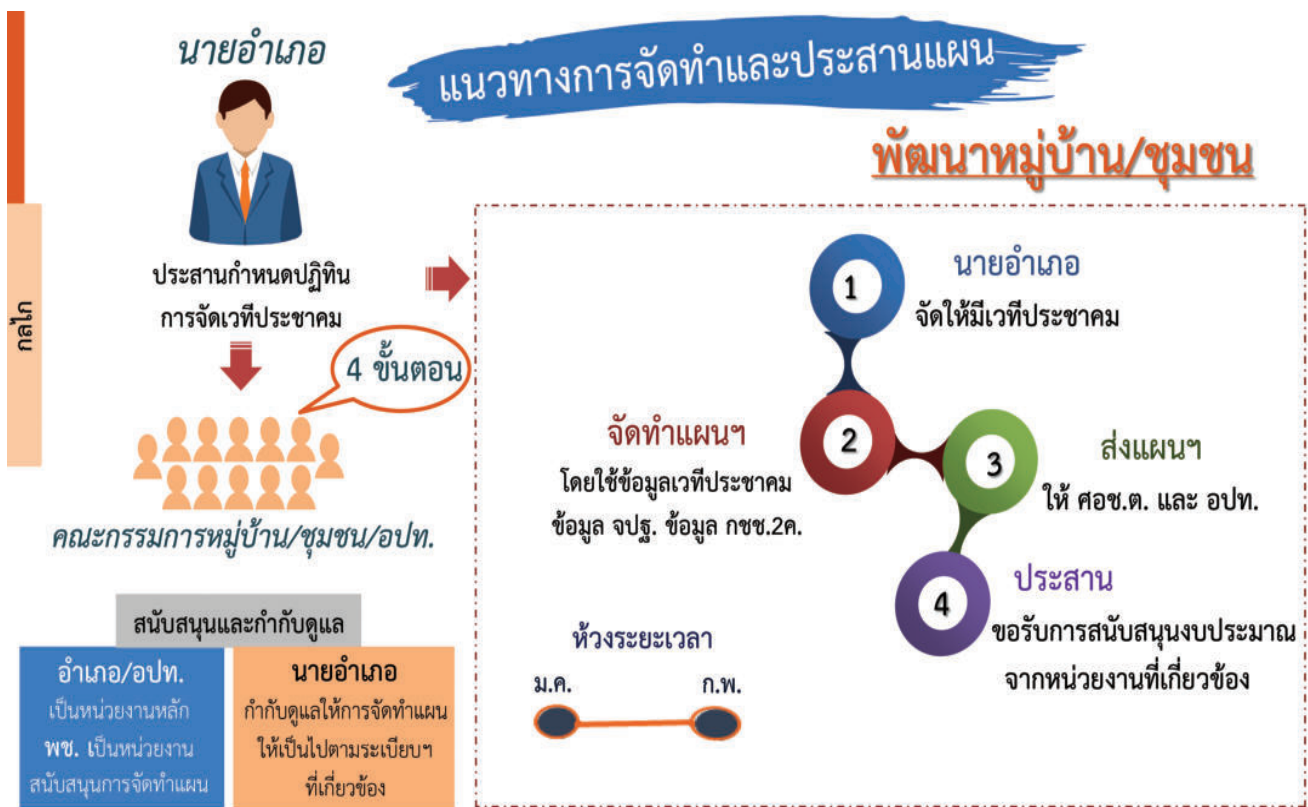 แนวทางการจัดทำและประสานแผน
พัฒนาหมู่บ้าน/ชุมชน
กลไก
นายอำเภอ
ประสานกำหนดปฏิทิน
การจัดเวทีประชาคม
4 ขั้นตอน
คณะกรรมการหมู่บ้าน/ชุมชน/อปท.
สนับสนุนและกำกับดูแล
อำเภอ/อปท.
เป็นหน่วยงานหลัก
พช. เป็นหน่วยงาน
สนับสนุนการจัดทำแผน
นายอำเภอ
กำกับดูแลให้การจัดทำแผน
ให้เป็นไปตามระเบียบฯ
ที่เกี่ยวข้อง
1
นายอำเภอ
จัดให้มีเวทีประชาคม
2
จัดทำแผนฯ
โดยใช้ข้อมูลเวทีประชาคม
ข้อมูล จปฐ. ข้อมูล กชช.2ค.
3
ส่งแผนฯ
ให้ ศอช.ต. และ อปท.
4
ประสาน
ขอรับการสนับสนุนงบประมาณ
จากหน่วยงานที่เกี่ยวข้อง
ห้วงระยะเวลา
ม.ค.
ก.พ.